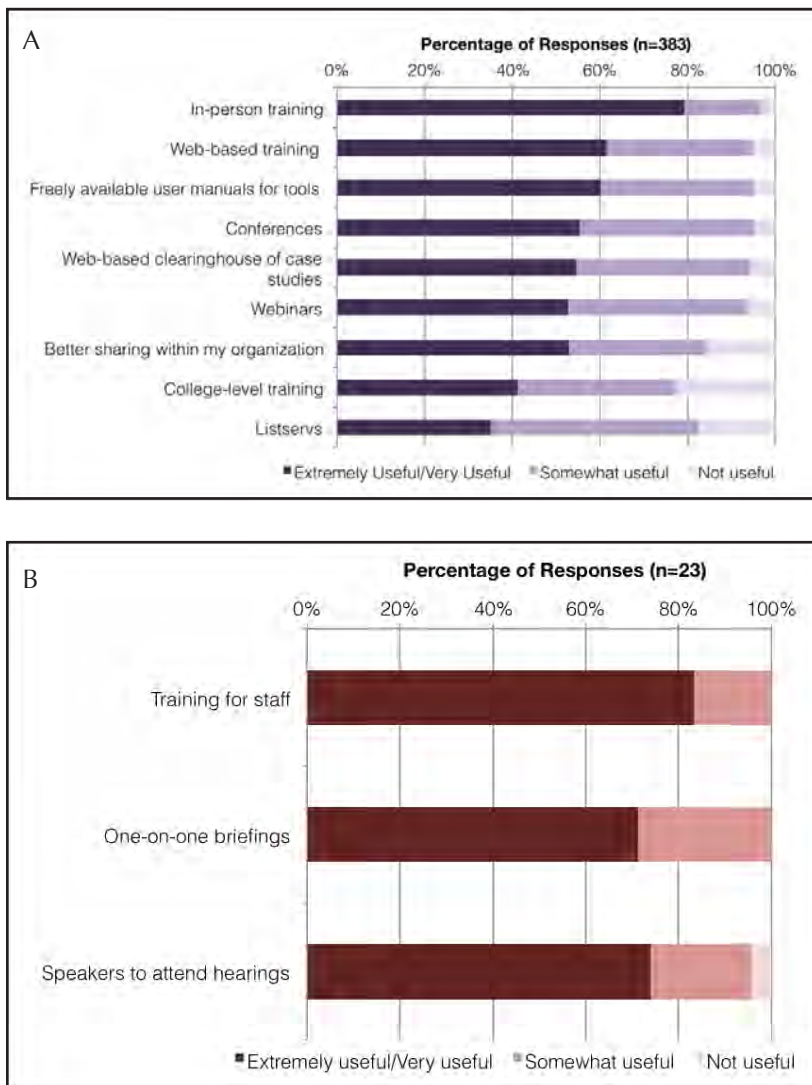 A
Percentage of Responses (n=383)
0% 20% 40% 60% 80% 100%
In-person training
Web-based training
Freely available user manuals for tools
Conferences
Web-based clearinghouse of case
studies
Webinars
Better sharing within my organization
College-level training
Listservs
Extremely Useful/Very Useful Somewhat useful Not useful
B
Percentage of Responses (n=23)
0% 20% 40% 60% 80% 100%
Training for staff
One-on-one briefings
Speakers to attend hearings
Extremely useful/Very useful Somewhat useful Not useful